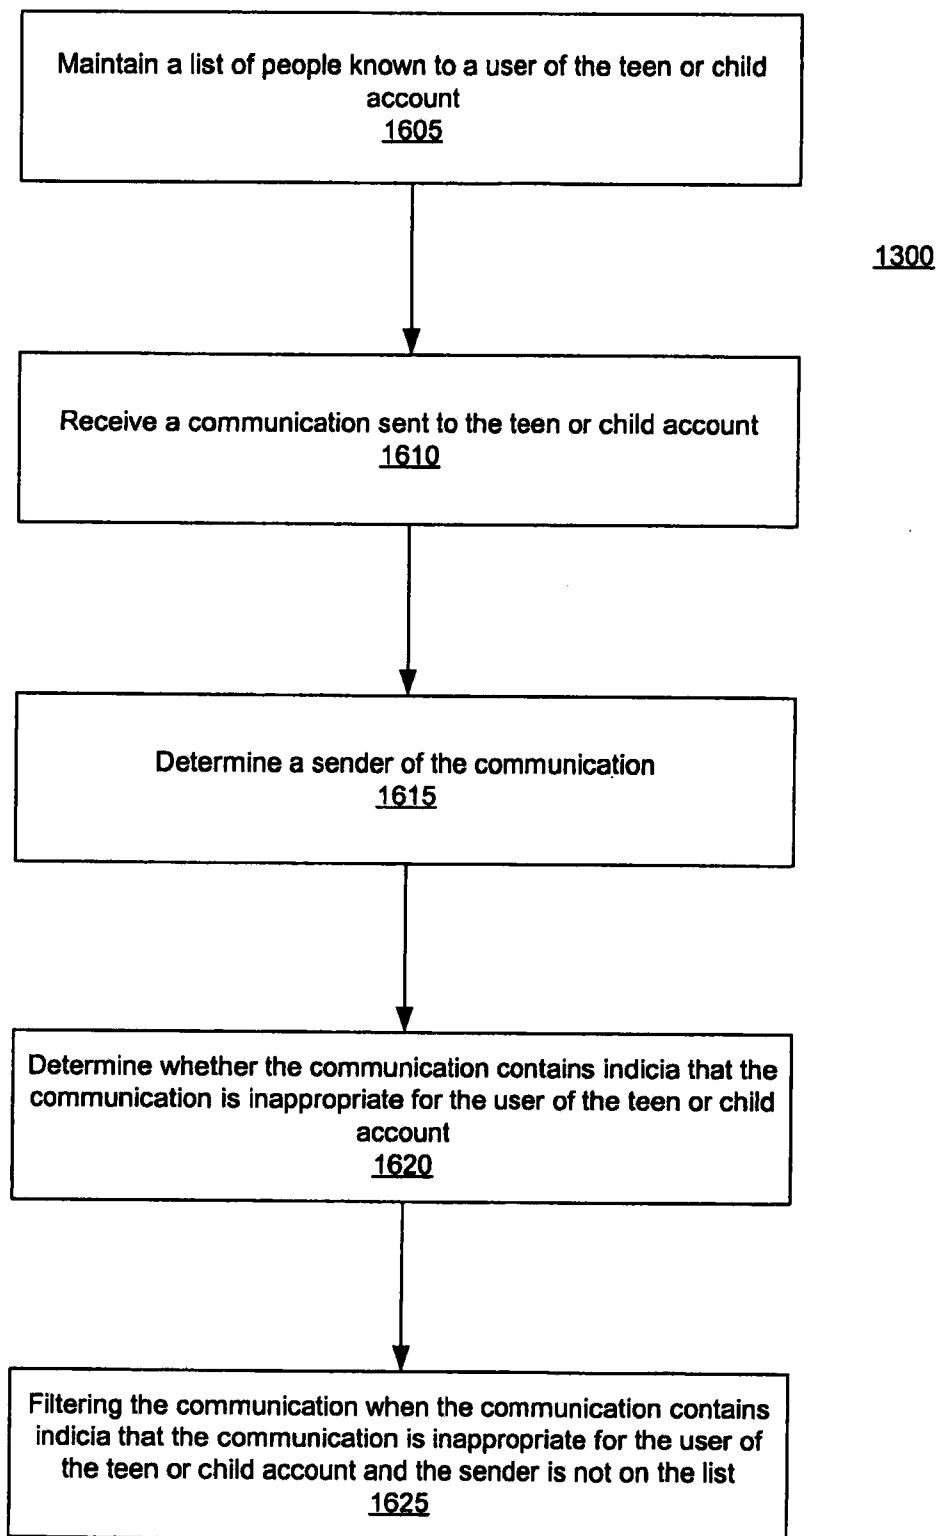 Maintain a list of people known to a user of the teen or child
account
1605
1300
Receive a communication sent to the teen or child account
1610
Determine a sender of the communication
1615
Determine whether the communication contains indicia that the
communication is inappropriate for the user of the teen or child
account
1620
Filtering the communication when the communication contains
indicia that the communication is inappropriate for the user of
the teen or child account and the sender is not on the list
1625